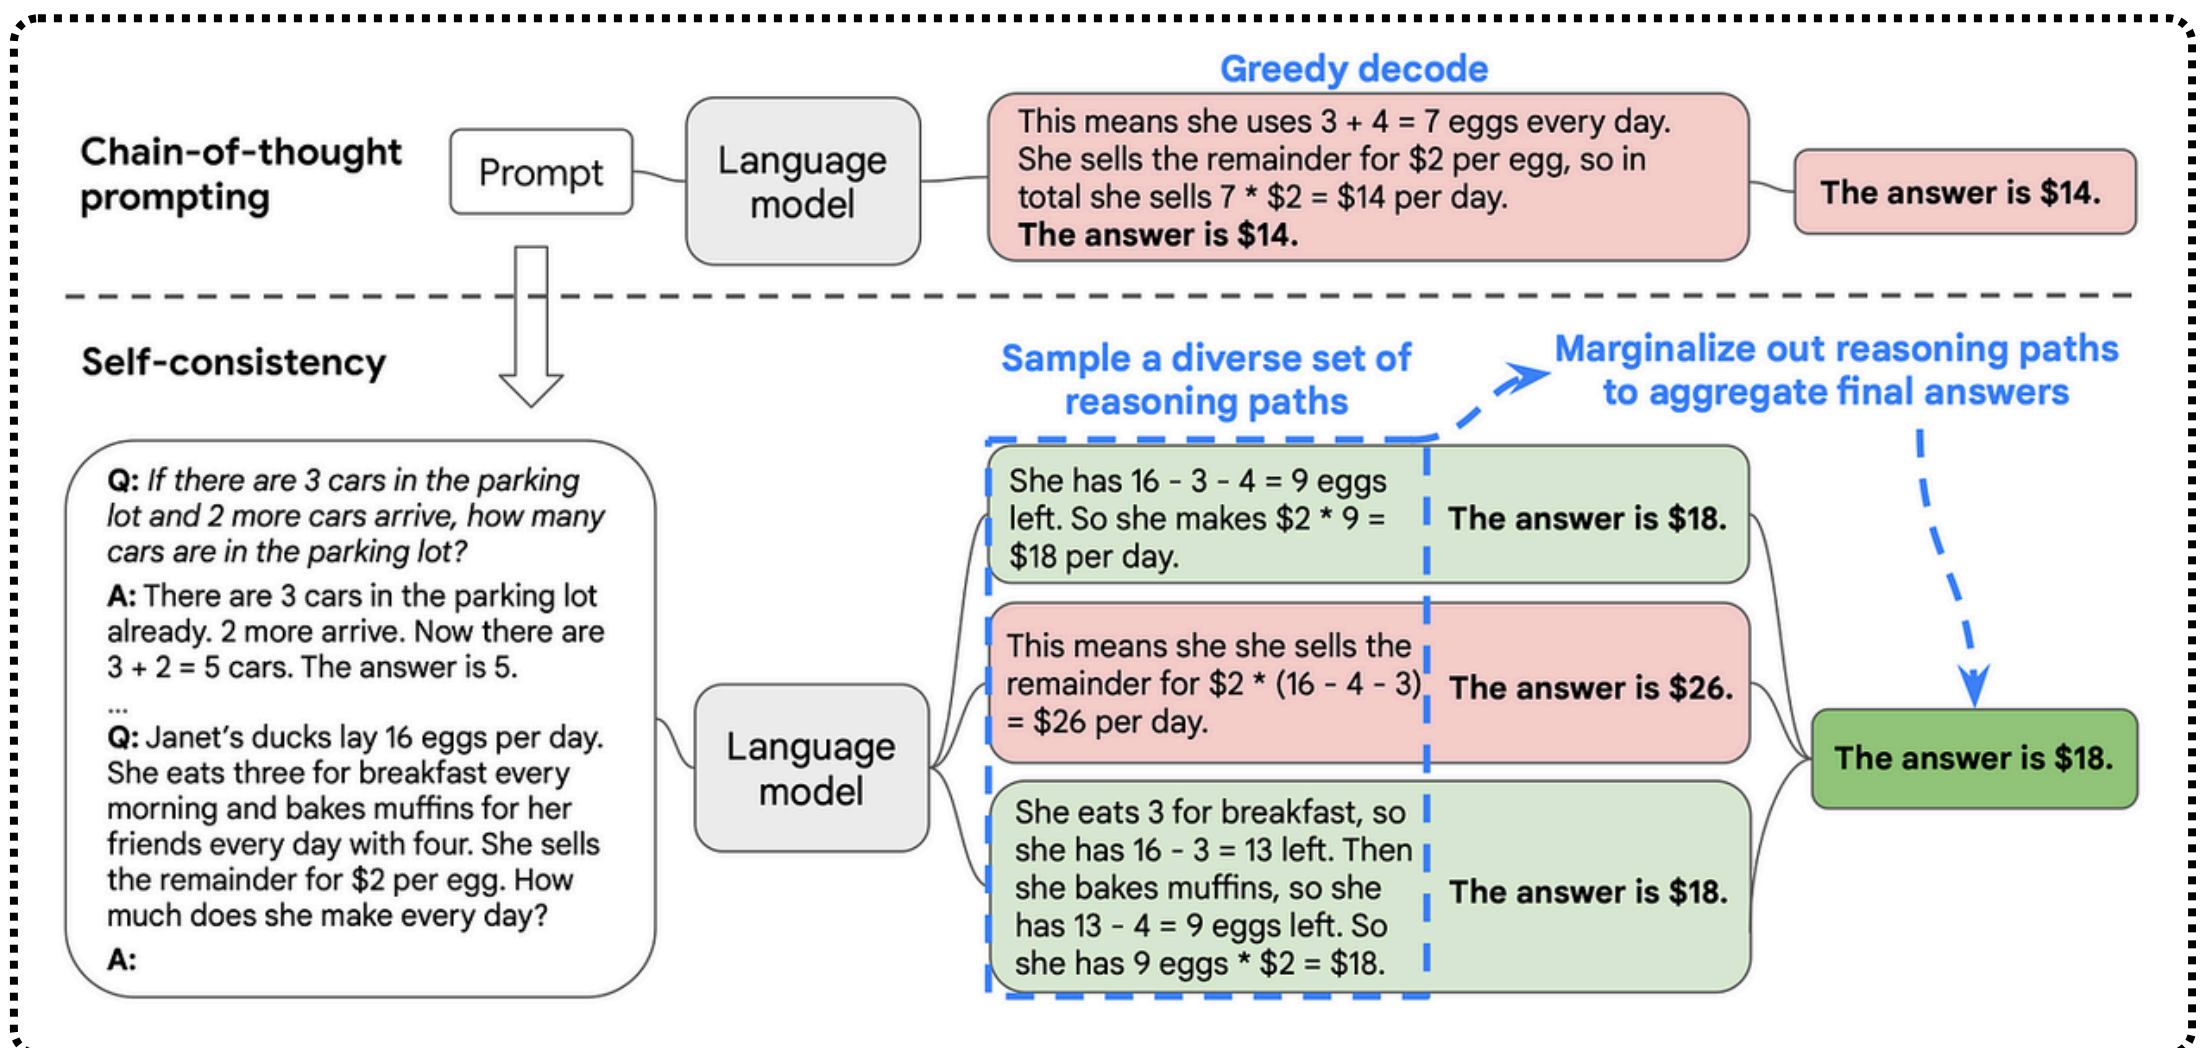 Greedy decode
Chain-of-thought
prompting
Prompt
Language
model
This means she uses 3 + 4 = 7 eggs every day.
She sells the remainder for $2 per egg, so in
total she sells 7 * $2 = $14 per day.
The answer is $14.
The answer is $14.
Self-consistency
Sample a diverse set of
reasoning paths
Marginalize out reasoning paths
to aggregate final answers
Q: If there are 3 cars in the parking
lot and 2 more cars arrive, how many
cars are in the parking lot?
A: There are 3 cars in the parking lot
already. 2 more arrive. Now there are
3 + 2 = 5 cars. The answer is 5.
...
Q: Janet’s ducks lay 16 eggs per day.
She eats three for breakfast every
morning and bakes muffins for her
friends every day with four. She sells
the remainder for $2 per egg. How
much does she make every day?
A:
Language
model
She has 16 - 3 - 4 = 9 eggs
left. So she makes $2 * 9 =
$18 per day.
The answer is $18.
This means she she sells the
remainder for $2 * (16 - 4 - 3)
= $26 per day.
The answer is $26.
She eats 3 for breakfast, so
she has 16 - 3 = 13 left. Then
she bakes muffins, so she
has 13 - 4 = 9 eggs left. So
she has 9 eggs * $2 = $18.
The answer is $18.
The answer is $18.